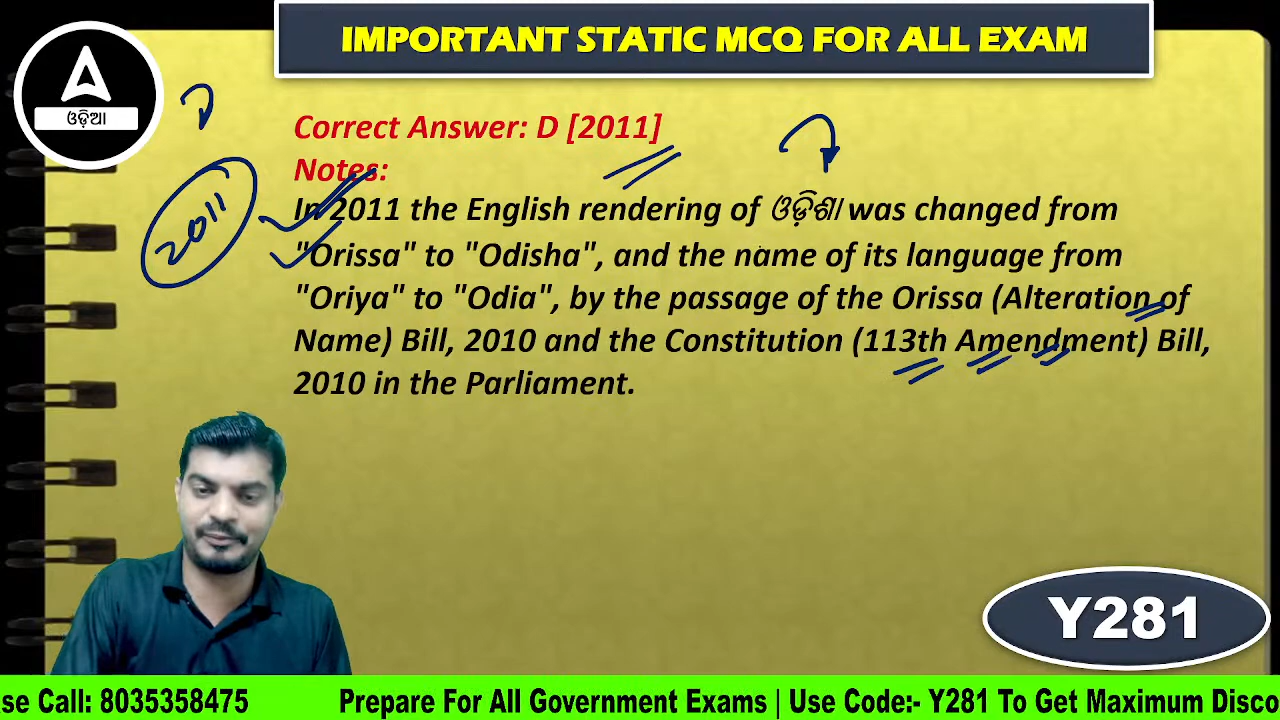 IMPORTANT STATIC MCQ FOR ALL EXAM
ଓଡ଼ିଆ
Correct Answer: D [2011]
Notes:
2011
In 2011 the English rendering of ଓଡ଼ିଶା was changed from
"Orissa" to "Odisha", and the name of its language from
"Oriya" to "Odia", by the passage of the Orissa (Alteration of
Name) Bill, 2010 and the Constitution (113th Amendment) Bill,
2010 in the Parliament.
Y281
se Call: 8035358475 Prepare For All Government Exams | Use Code:- Y281 To Get Maximum Disco